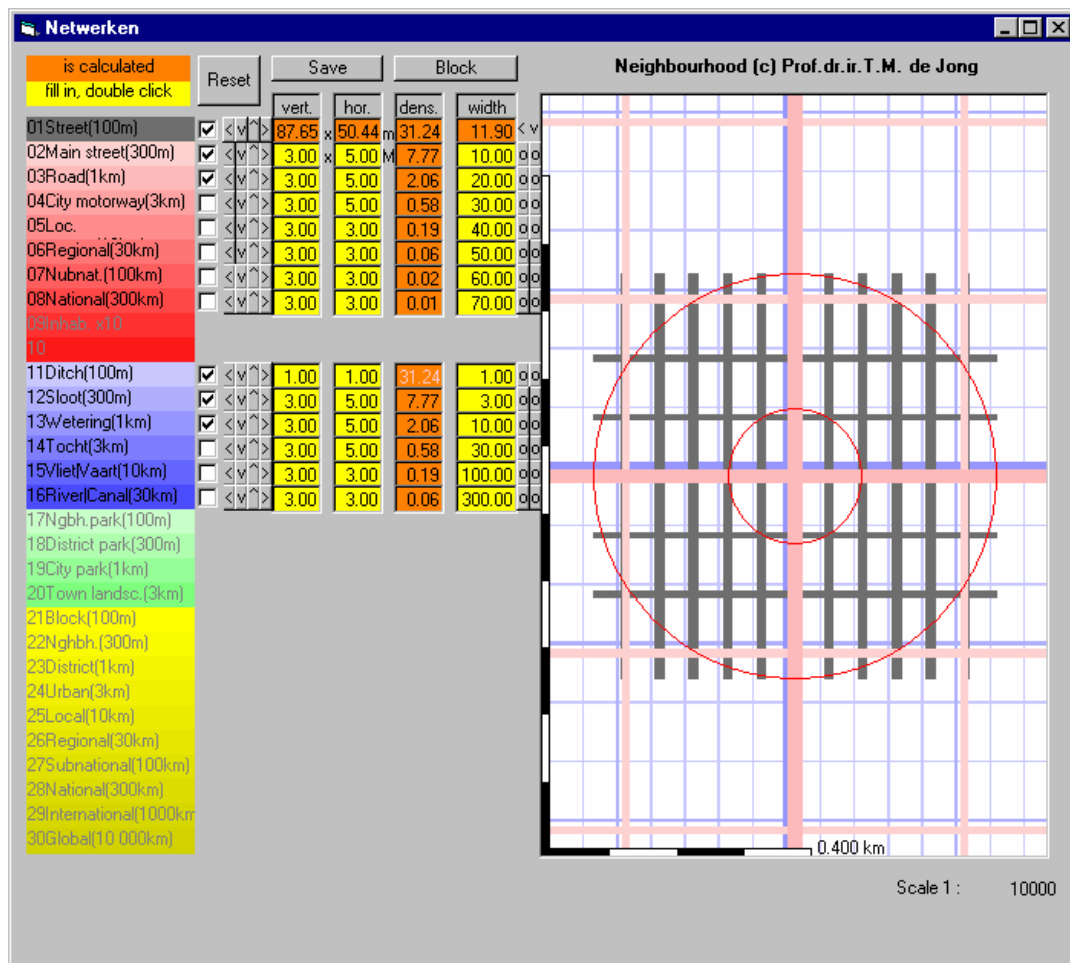 Netwerken
is calculated
fill in, double click
Reset
Save
Block
Neighbourhood (c) Prof.dr.ir.T.M. de Jong
vert. hor. dens. width
01Street(100m) < v ^ > 87.65 x 50.44 m 31.24 11.90 < v
02Main street(300m) < v ^ > 3.00 x 5.00 M 7.77 10.00 o o
03Road(1km) < v ^ > 3.00 5.00 2.06 20.00 o o
04City motorway(3km) < v ^ > 3.00 5.00 0.58 30.00 o o
05Loc. < v ^ > 3.00 3.00 0.19 40.00 o o
06Regional(30km) < v ^ > 3.00 3.00 0.06 50.00 o o
07Nubnat.(100km) < v ^ > 3.00 3.00 0.02 60.00 o o
08National(300km) < v ^ > 3.00 3.00 0.01 70.00 o o
09Inhab. x10
10
11Ditch(100m) < v ^ > 1.00 1.00 31.24 1.00 o o
12Sloot(300m) < v ^ > 3.00 5.00 7.77 3.00 o o
13Wetering(1km) < v ^ > 3.00 5.00 2.06 10.00 o o
14Tocht(3km) < v ^ > 3.00 5.00 0.58 30.00 o o
15Vliet|Vaart(10km) < v ^ > 3.00 3.00 0.19 100.00 o o
16River|Canal(30km) < v ^ > 3.00 3.00 0.06 300.00 o o
17Ngbh.park(100m)
18District park(300m)
19City park(1km)
20Town landsc.(3km)
21Block(100m)
22Nghbh.(300m)
23District(1km)
24Urban(3km)
25Local(10km)
26Regional(30km)
27Subnational(100km)
28National(300km)
29International(1000km
30Global(10 000km)
0.400 km
Scale 1 : 10000